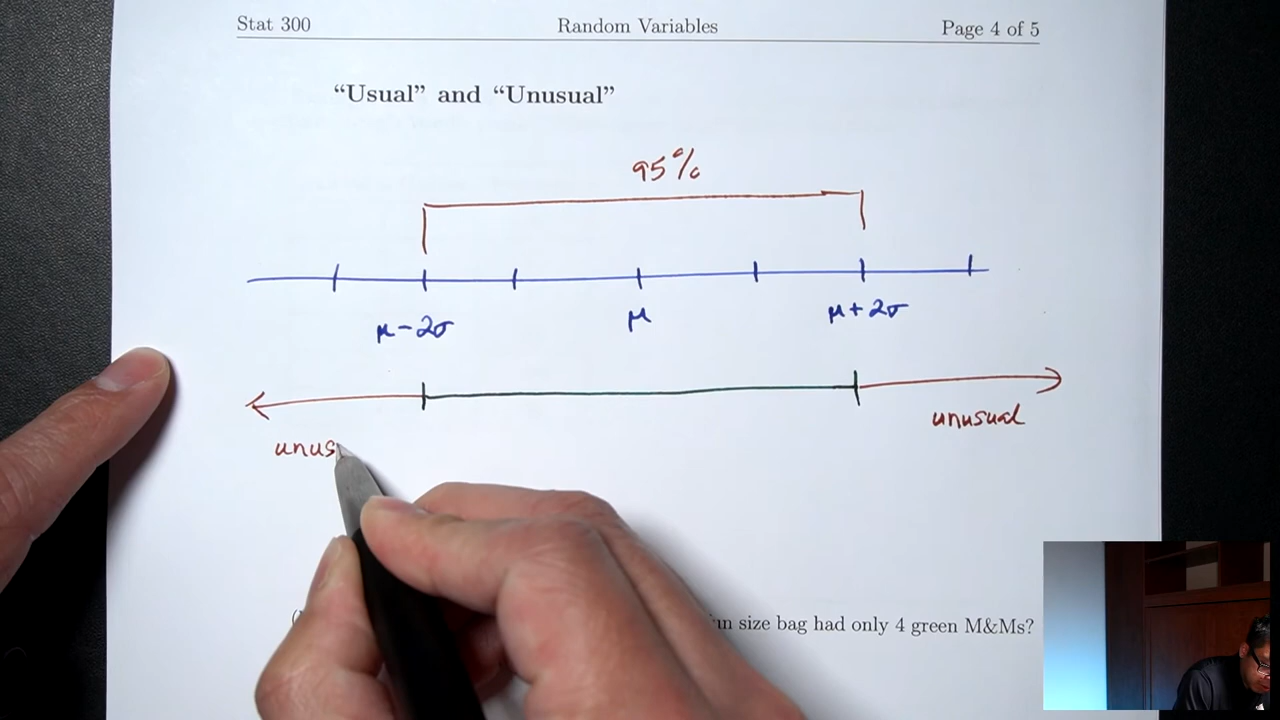 Stat 300 Random Variables Page 4 of 5
“Usual” and “Unusual”
95%
μ-2σ μ μ+2σ
unusual
unus
size bag had only 4 green M&Ms?